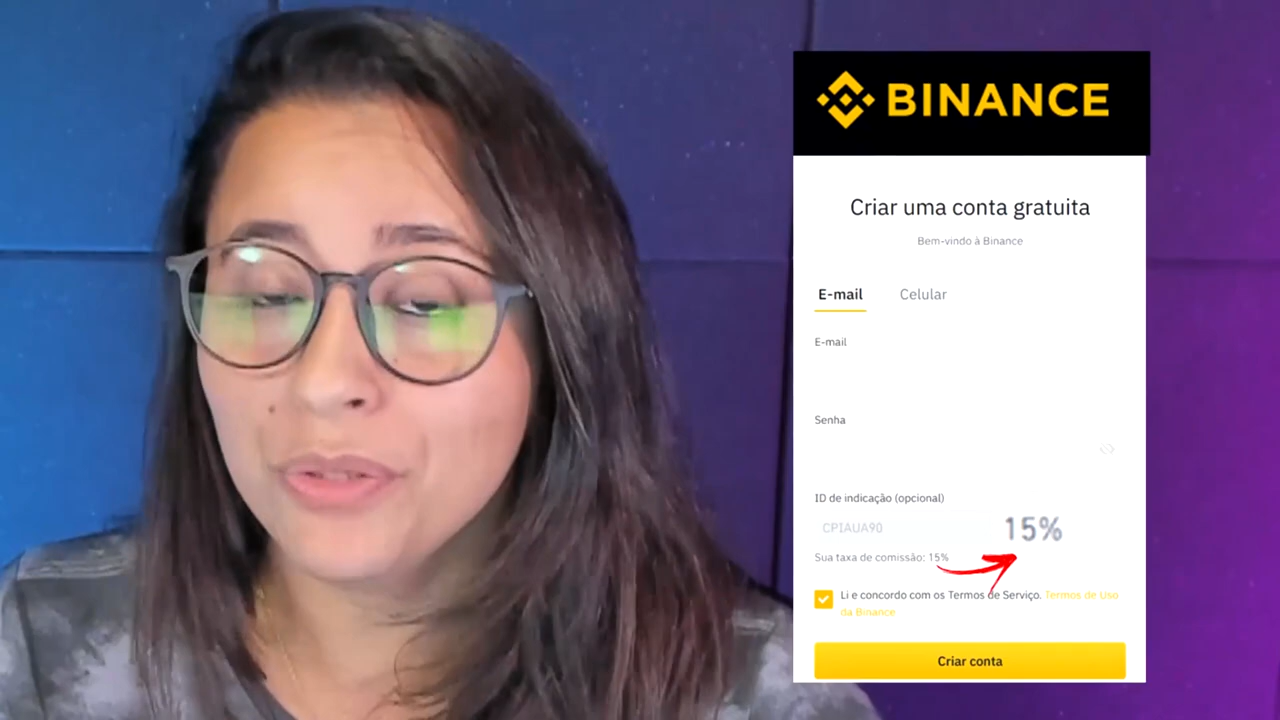 BINANCE
Criar uma conta gratuita
Bem-vindo à Binance
E-mail Celular
E-mail
Senha
ID de indicação (opcional)
CPIAUA90 15%
Sua taxa de comissão: 15%
Li e concordo com os Termos de Serviço. Termos de Uso
da Binance
Criar conta